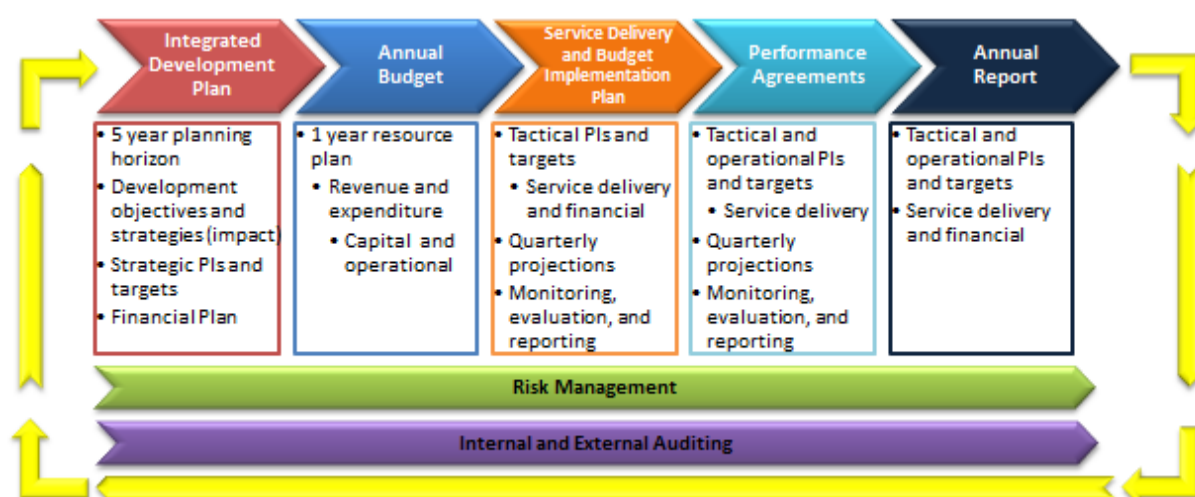 Integrated
Development
Plan
Annual
Budget
Service Delivery
and Budget
Implementation
Plan
Performance
Agreements
Annual
Report
• 5 year planning
horizon
• Development
objectives and
strategies (impact)
• Strategic PIs and
targets
• Financial Plan
• 1 year resource
plan
• Revenue and
expenditure
• Capital and
operational
• Tactical PIs and
targets
• Service delivery
and financial
• Quarterly
projections
• Monitoring,
evaluation, and
reporting
• Tactical and
operational PIs
and targets
• Service delivery
• Quarterly
projections
• Monitoring,
evaluation, and
reporting
• Tactical and
operational PIs
and targets
• Service delivery
and financial
Risk Management
Internal and External Auditing